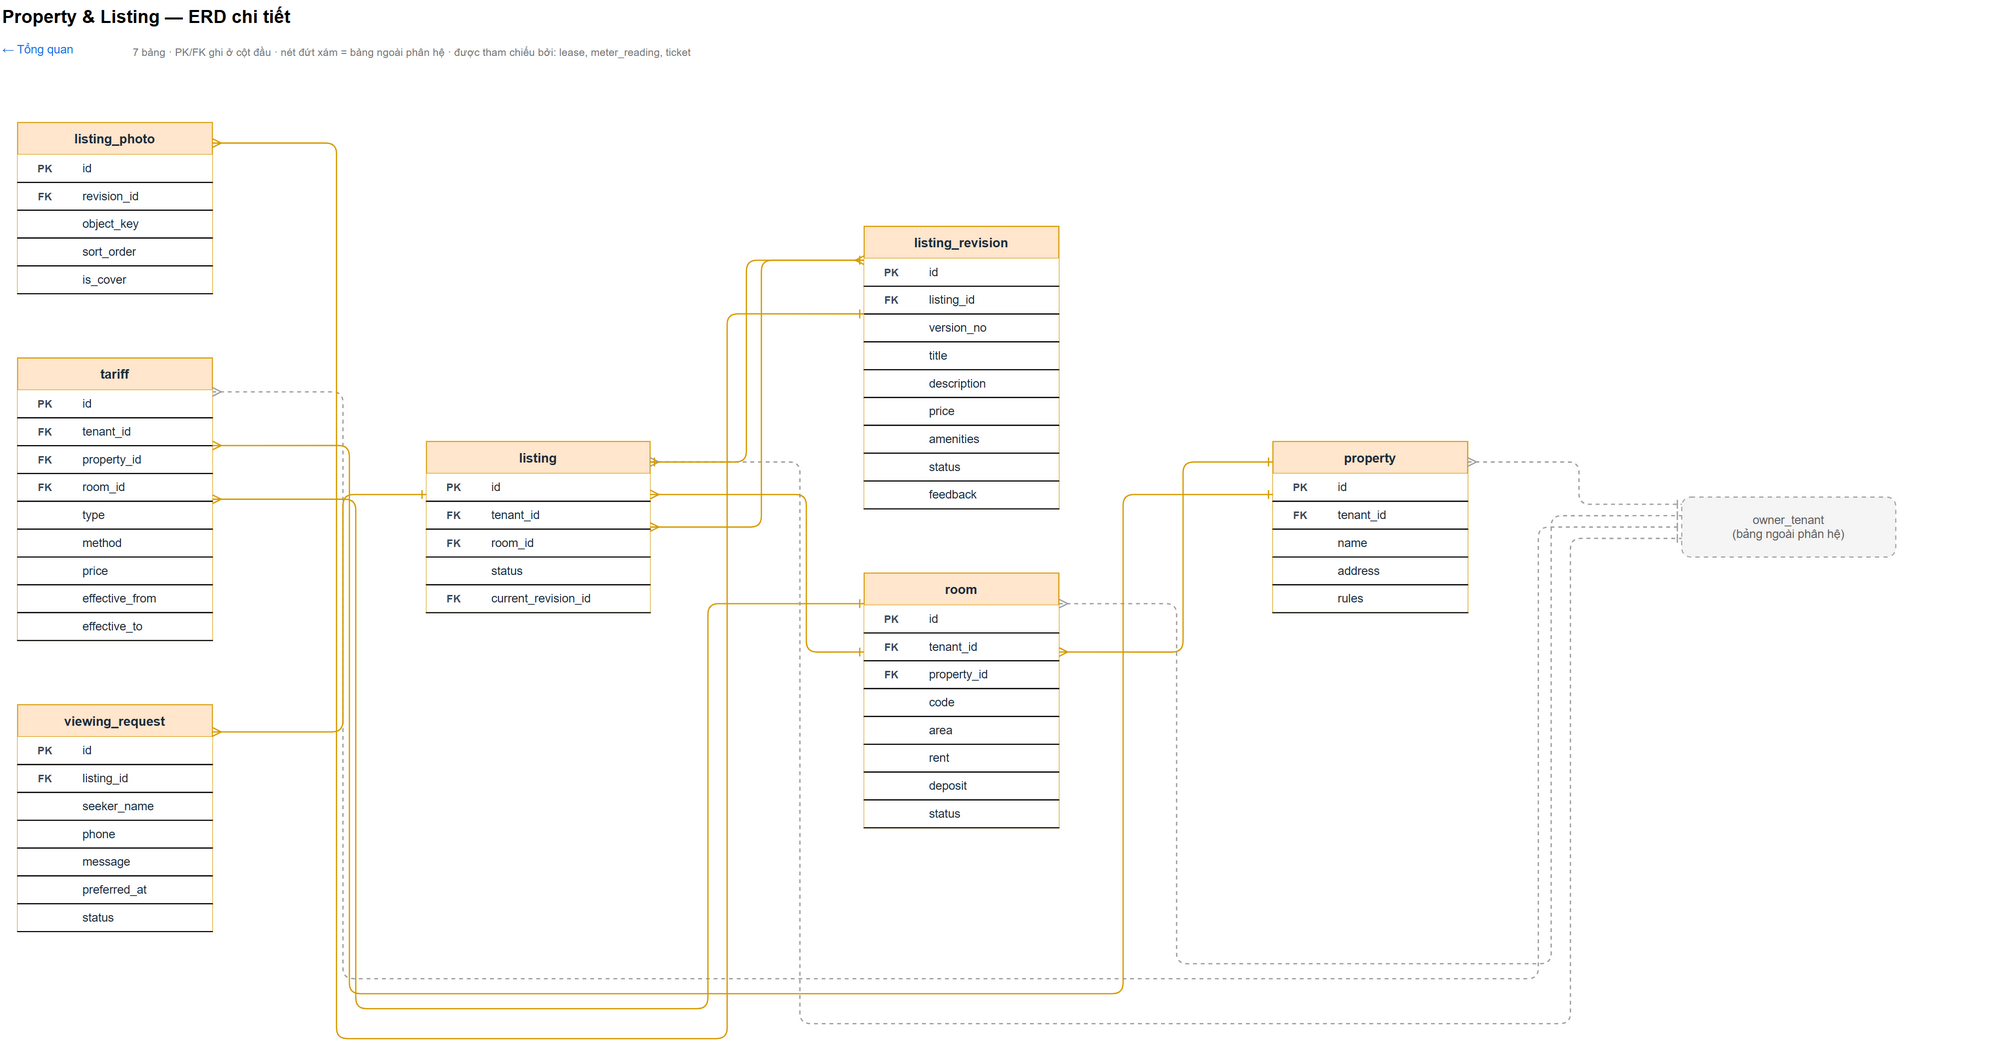 Property & Listing — ERD chi tiết
← Tổng quan
7 bảng · PK/FK ghi ở cột đầu · nét đứt xám = bảng ngoài phân hệ · được tham chiếu bởi: lease, meter_reading, ticket
listing_photo
PK id
FK revision_id
object_key
sort_order
is_cover
tariff
PK id
FK tenant_id
FK property_id
FK room_id
type
method
price
effective_from
effective_to
viewing_request
PK id
FK listing_id
seeker_name
phone
message
preferred_at
status
listing
PK id
FK tenant_id
FK room_id
status
FK current_revision_id
listing_revision
PK id
FK listing_id
version_no
title
description
price
amenities
status
feedback
room
PK id
FK tenant_id
FK property_id
code
area
rent
deposit
status
property
PK id
FK tenant_id
name
address
rules
owner_tenant
(bảng ngoài phân hệ)